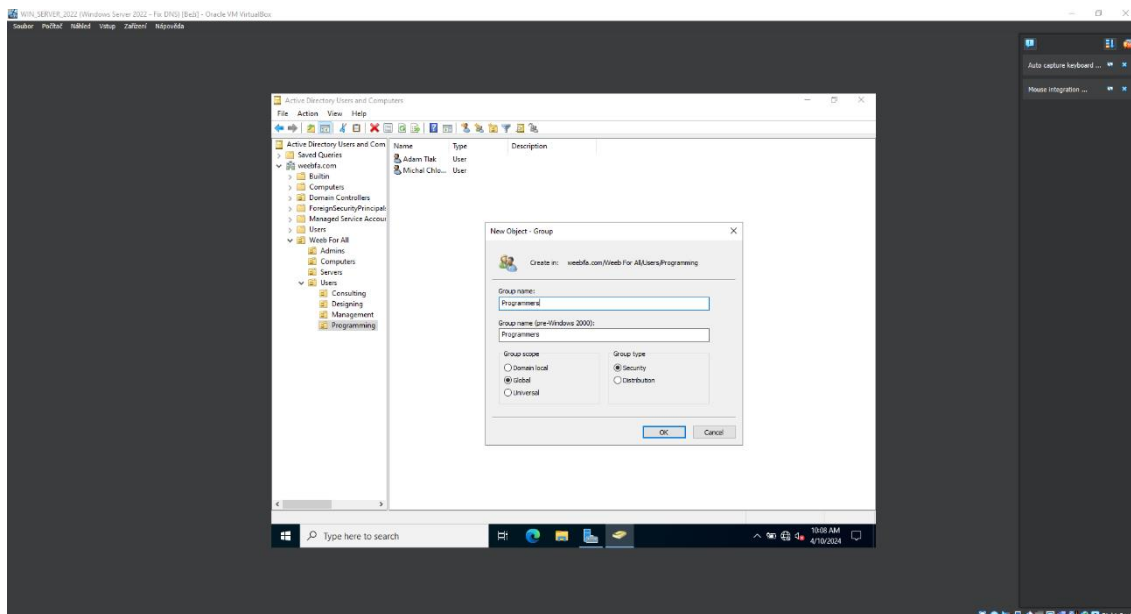 WIN_SERVER_2022 (Windows Server 2022 - Fix DNS) [Beží] - Oracle VM VirtualBox
Soubor Počítač Náhled Vstup Zařízení Nápověda
Auto capture keyboard ...
Mouse integration ...
Active Directory Users and Computers
File Action View Help
Active Directory Users and Com
Name Type Description
Saved Queries
weebfa.com
Adam Tlak User
Michal Chlo... User
Builtin
Computers
Domain Controllers
ForeignSecurityPrincipals
Managed Service Accou
Users
Weeb For All
Admins
Computers
Servers
Users
Consulting
Designing
Management
Programming
New Object - Group
Create in: weebfa.com/Weeb For All/Users/Programming
Group name:
Programmers
Group name (pre-Windows 2000):
Programmers
Group scope
Domain local
Global
Universal
Group type
Security
Distribution
OK Cancel
Type here to search
10:08 AM
4/10/2024